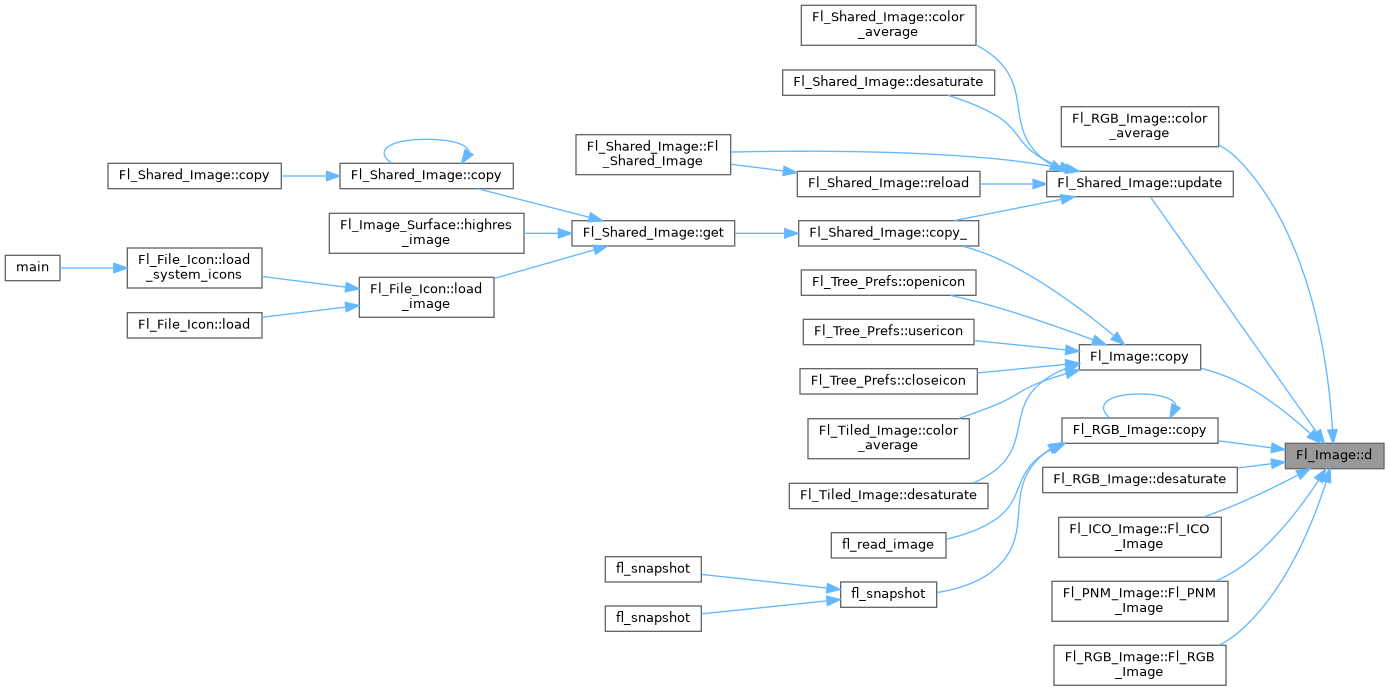 Fl_Shared_Image::color
_average
Fl_Shared_Image::desaturate
Fl_RGB_Image::color
_average
Fl_Shared_Image::Fl
_Shared_Image
Fl_Shared_Image::copy
Fl_Shared_Image::copy
Fl_Shared_Image::reload
Fl_Shared_Image::update
Fl_Image_Surface::highres
_image
Fl_Shared_Image::get
Fl_Shared_Image::copy_
main
Fl_File_Icon::load
_system_icons
Fl_File_Icon::load
_image
Fl_File_Icon::load
Fl_Tree_Prefs::openicon
Fl_Tree_Prefs::usericon
Fl_Image::copy
Fl_Tree_Prefs::closeicon
Fl_Tiled_Image::color
_average
Fl_RGB_Image::copy
Fl_Image::d
Fl_RGB_Image::desaturate
Fl_Tiled_Image::desaturate
Fl_ICO_Image::Fl_ICO
_Image
fl_read_image
fl_snapshot
fl_snapshot
fl_snapshot
Fl_PNM_Image::Fl_PNM
_Image
Fl_RGB_Image::Fl_RGB
_Image